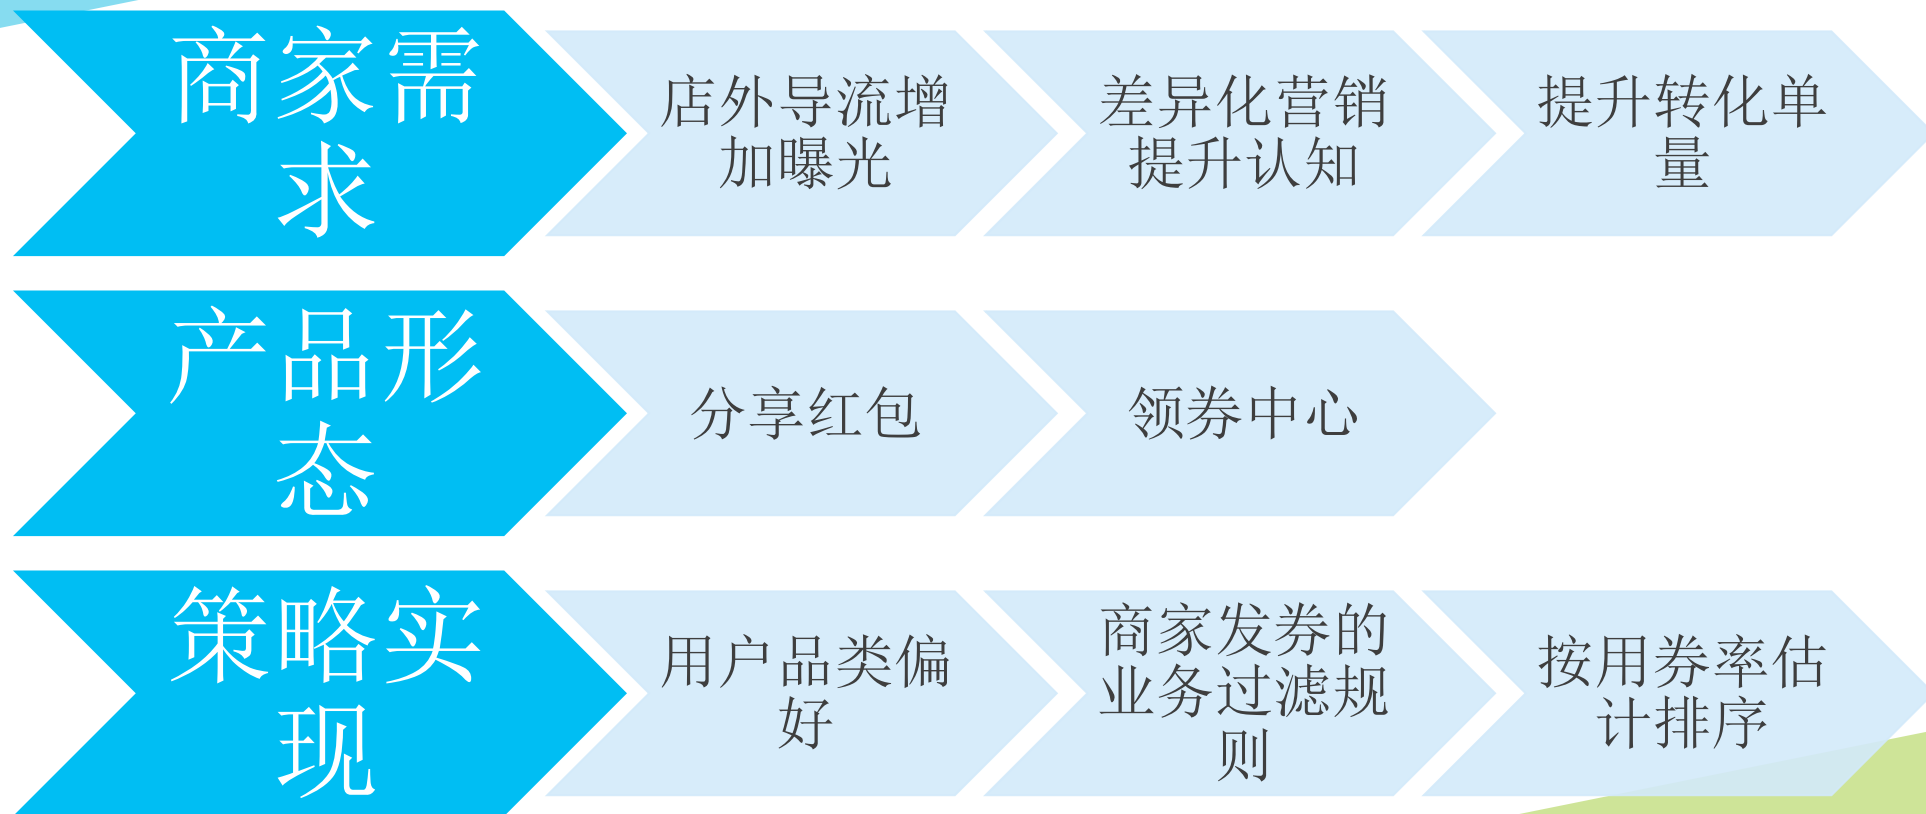 商家需
求
店外导流增
加曝光
差异化营销
提升认知
提升转化单
量
产品形
态
分享红包
领券中心
策略实
现
用户品类偏
好
商家发券的
业务过滤规
则
按用券率估
计排序